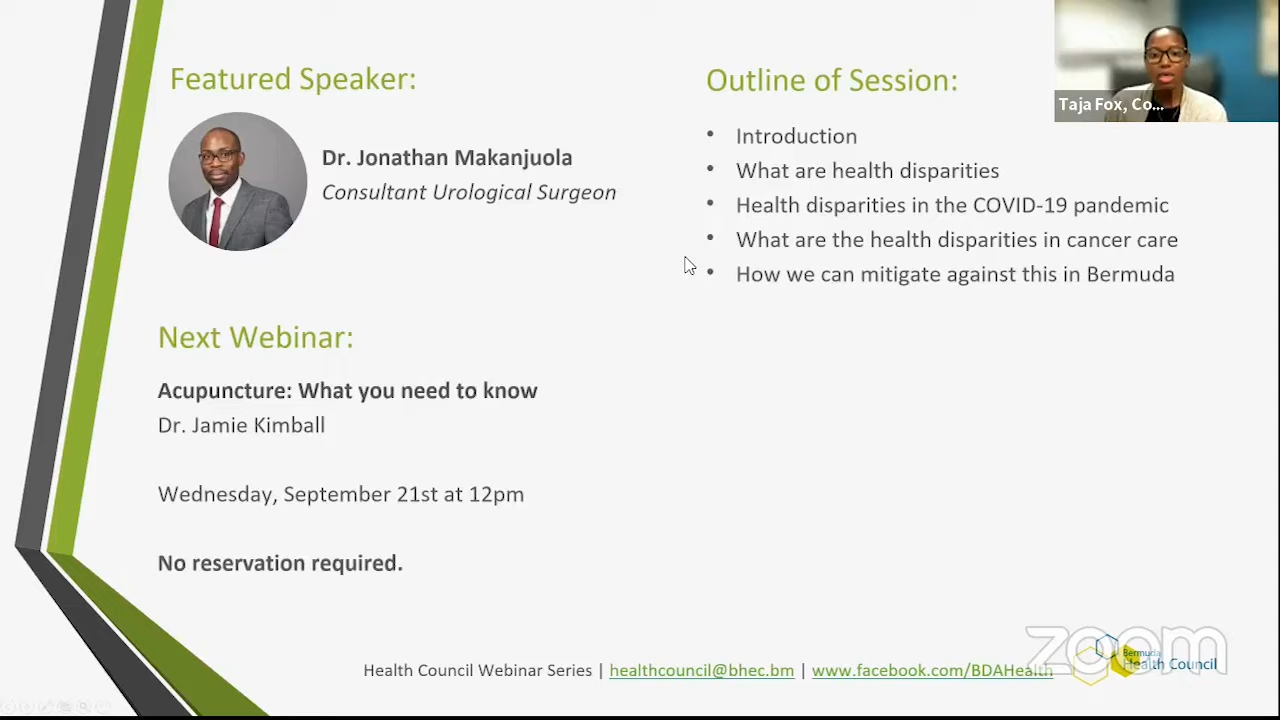 Featured Speaker:
Dr. Jonathan Makanjuola
Consultant Urological Surgeon
Outline of Session:
• Introduction
• What are health disparities
• Health disparities in the COVID-19 pandemic
• What are the health disparities in cancer care
• How we can mitigate against this in Bermuda
Taja Fox, Co...
Next Webinar:
Acupuncture: What you need to know
Dr. Jamie Kimball
Wednesday, September 21st at 12pm
No reservation required.
Health Council Webinar Series | healthcouncil@bhec.bm | www.facebook.com/BDAHealth
zoom
Bermuda
Health Council